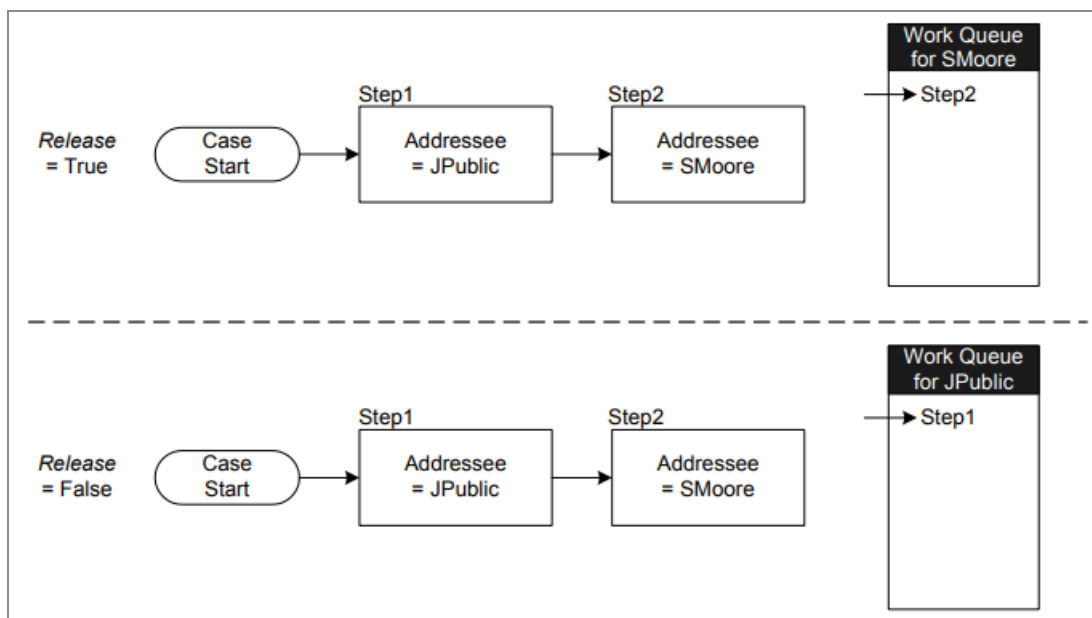 Work Queue
for SMoore
Step1
Step2
Step2
Release
= True
Case
Start
Addressee
= JPublic
Addressee
= SMoore
Work Queue
for JPublic
Step1
Step2
Step1
Release
= False
Case
Start
Addressee
= JPublic
Addressee
= SMoore